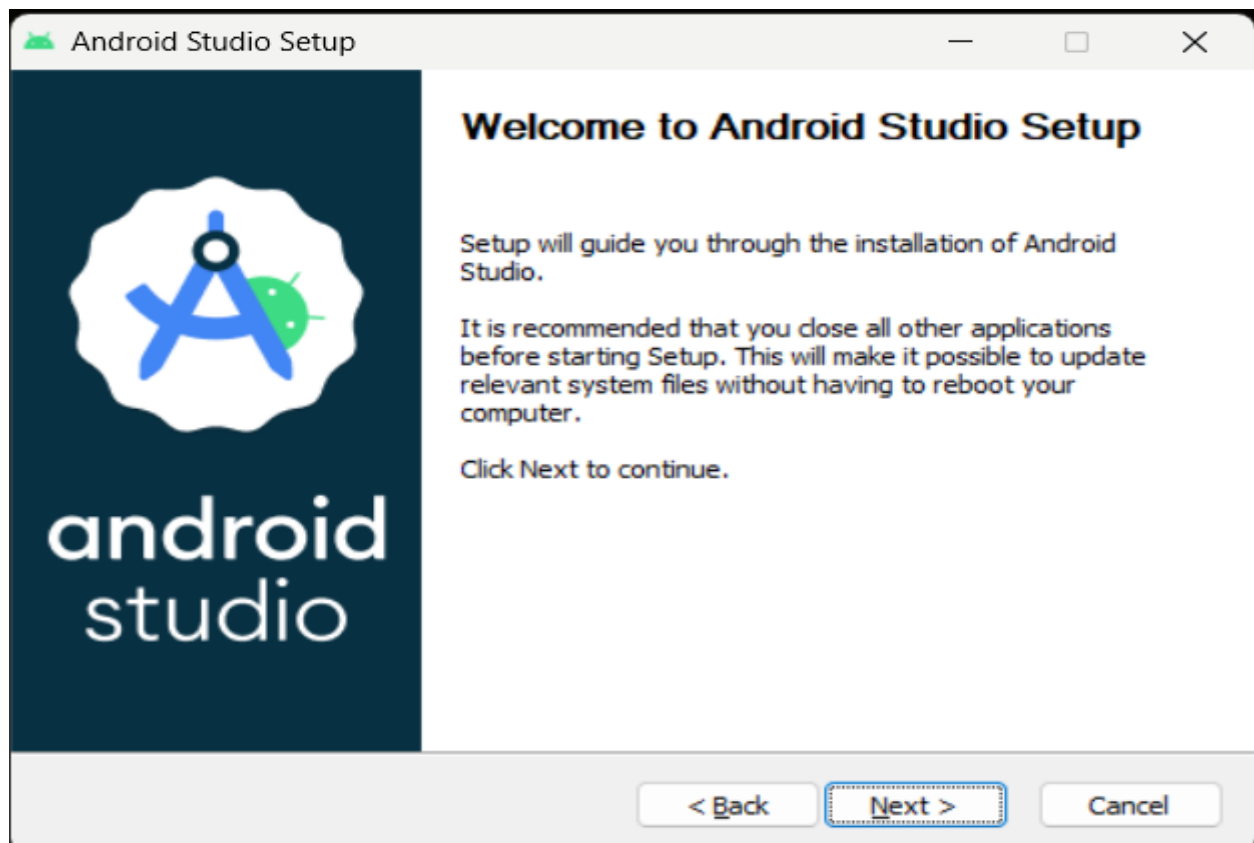 Android Studio Setup
Welcome to Android Studio Setup
Setup will guide you through the installation of Android
Studio.
It is recommended that you close all other applications
before starting Setup. This will make it possible to update
relevant system files without having to reboot your
computer.
Click Next to continue.
android
studio
< Back
Next >
Cancel